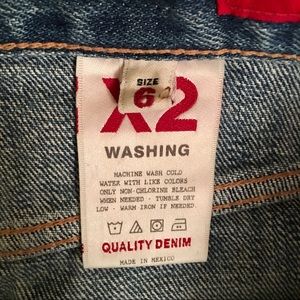 SIZE
6
X2
WASHING
MACHINE WASH COLD
WATER WITH LIKE COLORS
ONLY NON-CHLORINE BLEACH
WHEN NEEDED · TUMBLE DRY
LOW · WARM IRON IF NEEDED
QUALITY DENIM
MADE IN MEXICO